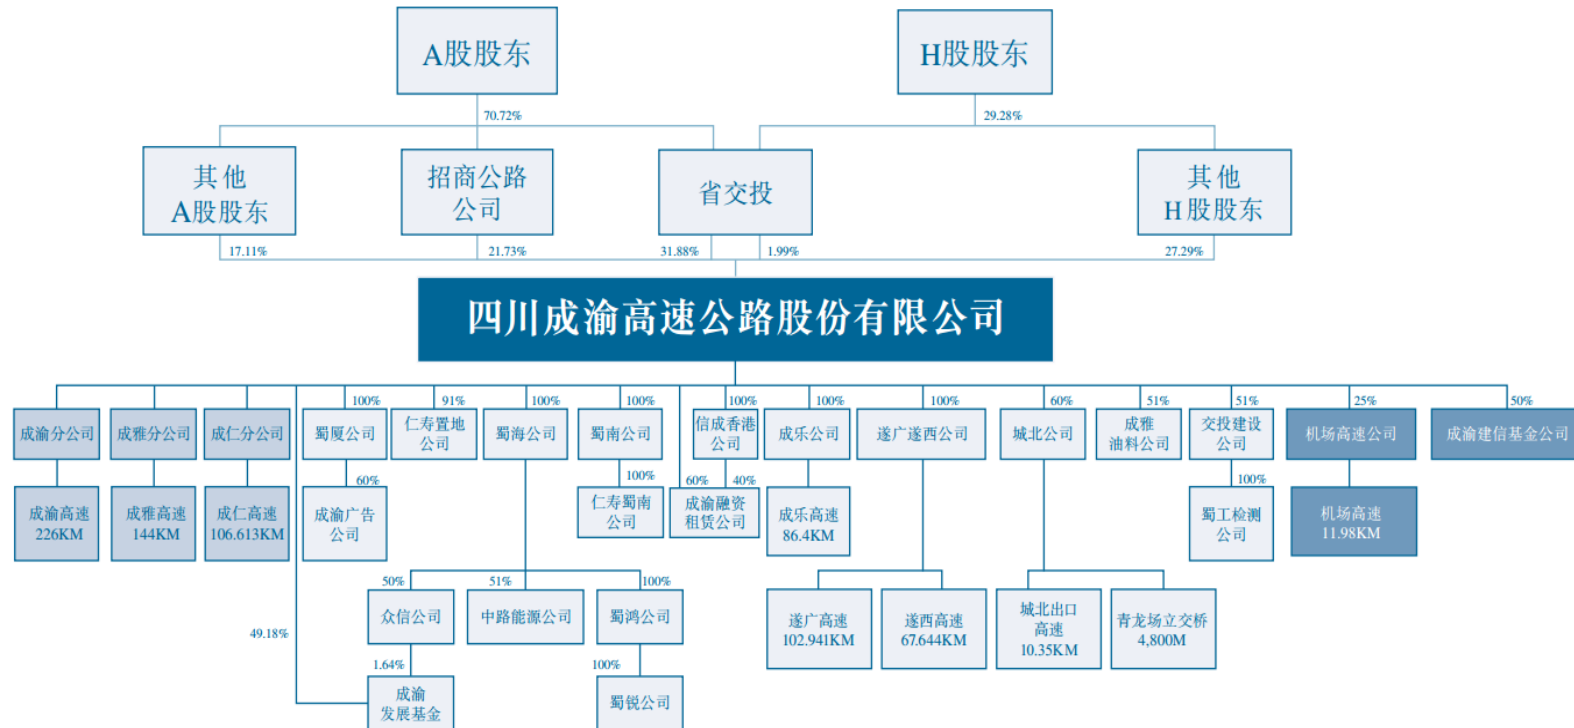 A股股东
H股股东
70.72%
29.28%
其他
A股股东
招商公路
公司
省交投
其他
H股股东
17.11%
21.73%
31.88%
1.99%
27.29%
四川成渝高速公路股份有限公司
100%
91%
100%
100%
100%
100%
100%
60%
51%
51%
25%
50%
成渝分公司
成雅分公司
成仁分公司
蜀厦公司
仁寿置地
公司
蜀海公司
蜀南公司
信成香港
公司
成乐公司
遂广遂西公司
城北公司
成雅
油料公司
交投建设
公司
机场高速公司
成渝建信基金公司
60%
100%
60%
40%
100%
成渝高速
226KM
成雅高速
144KM
成仁高速
106.613KM
成渝广告
公司
仁寿蜀南
公司
成渝融资
租赁公司
成乐高速
86.4KM
蜀工检测
公司
机场高速
11.98KM
50%
51%
100%
众信公司
中路能源公司
蜀鸿公司
遂广高速
102.941KM
遂西高速
67.644KM
城北出口
高速
10.35KM
青龙场立交桥
4,800M
49.18%
1.64%
100%
成渝
发展基金
蜀锐公司